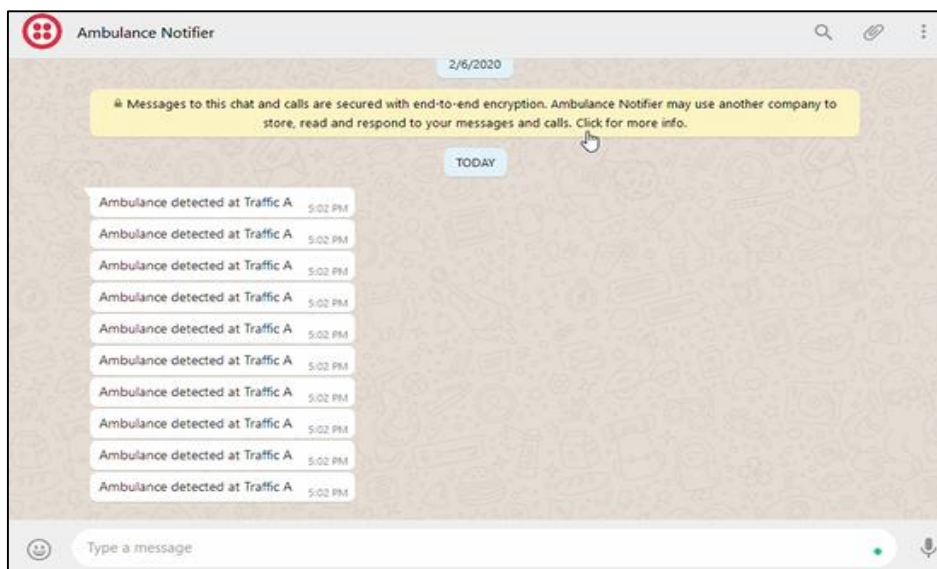 Ambulance Notifier
2/6/2020
Messages to this chat and calls are secured with end-to-end encryption. Ambulance Notifier may use another company to
store, read and respond to your messages and calls. Click for more info.
TODAY
Ambulance detected at Traffic A 5:02 PM
Ambulance detected at Traffic A 5:02 PM
Ambulance detected at Traffic A 5:02 PM
Ambulance detected at Traffic A 5:02 PM
Ambulance detected at Traffic A 5:02 PM
Ambulance detected at Traffic A 5:02 PM
Ambulance detected at Traffic A 5:02 PM
Ambulance detected at Traffic A 5:02 PM
Ambulance detected at Traffic A 5:02 PM
Ambulance detected at Traffic A 5:02 PM
Type a message